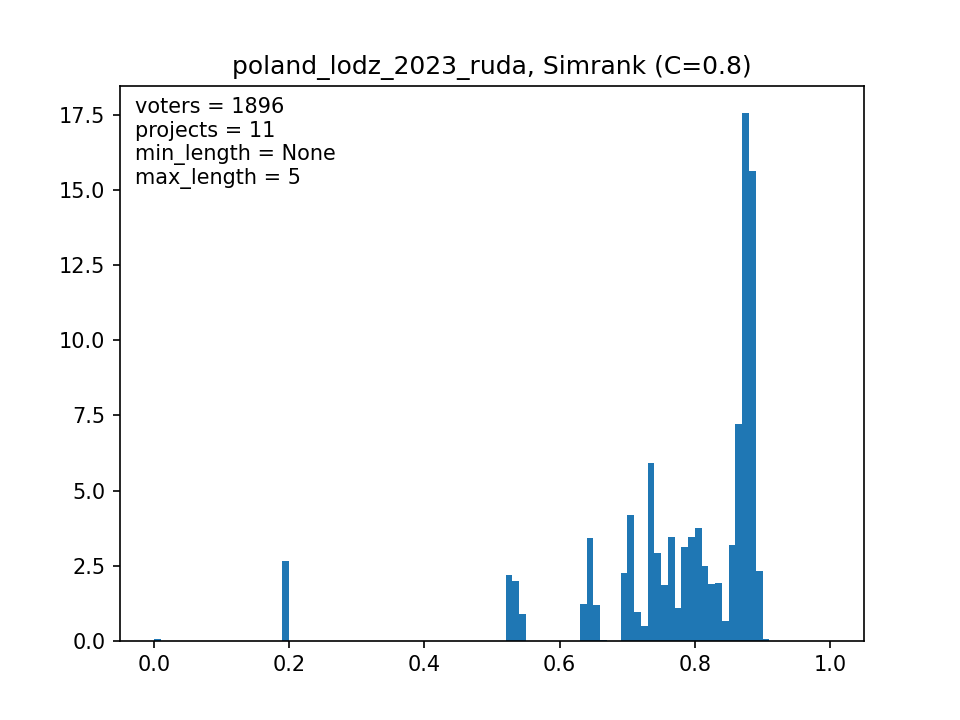 poland_lodz_2023_ruda, Simrank (C=0.8)
voters = 1896
projects = 11
min_length = None
max_length = 5
17.5
15.0
12.5
10.0
7.5
5.0
2.5
0.0
0.0 0.2 0.4 0.6 0.8 1.0